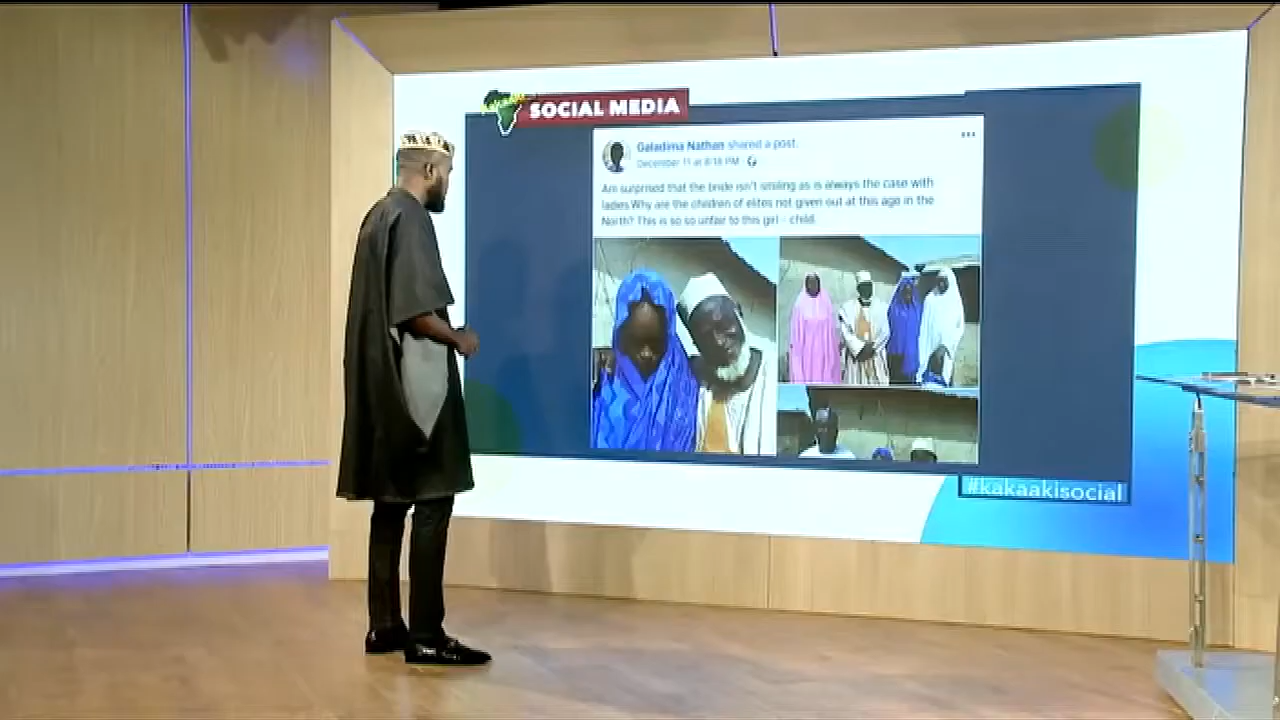 kakaaki
SOCIAL MEDIA
Galadima Nathan shared a post.
December 11 at 8:18 PM
Am surprised that the bride isn't smiling as is always the case with
ladies.Why are the children of elites not given out at this age in the
North? This is so so unfair to this girl - child.
#kakaakisocial